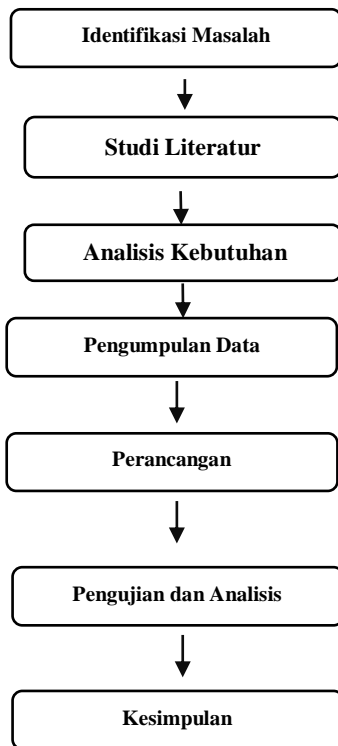 Identifikasi Masalah
Studi Literatur
Analisis Kebutuhan
Pengumpulan Data
Perancangan
Pengujian dan Analisis
Kesimpulan